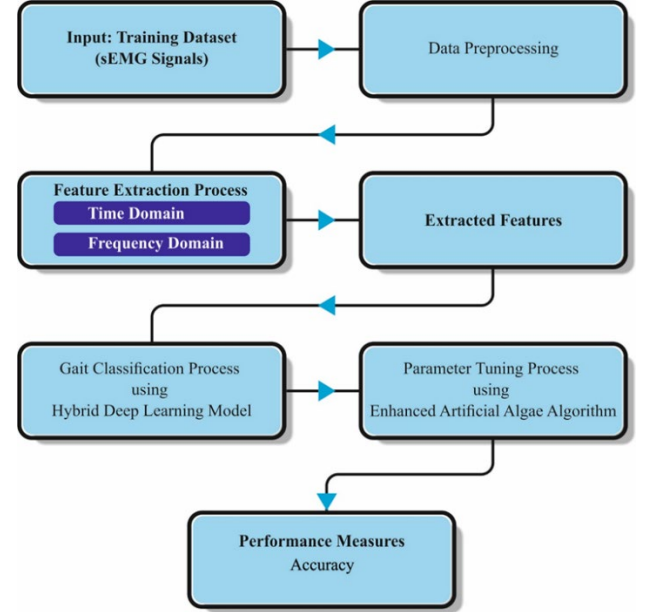 Input: Training Dataset
(sEMG Signals)
Data Preprocessing
Feature Extraction Process
Time Domain
Frequency Domain
Extracted Features
Gait Classification Process
using
Hybrid Deep Learning Model
Parameter Tuning Process
using
Enhanced Artificial Algae Algorithm
Performance Measures
Accuracy